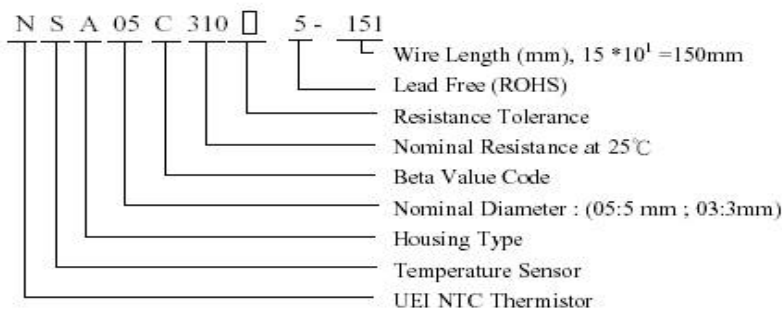 N S A 05 C 310 □ 5 - 151
Wire Length (mm), 15 *10¹ =150mm
Lead Free (ROHS)
Resistance Tolerance
Nominal Resistance at 25℃
Beta Value Code
Nominal Diameter : (05:5 mm ; 03:3mm)
Housing Type
Temperature Sensor
UEI NTC Thermistor